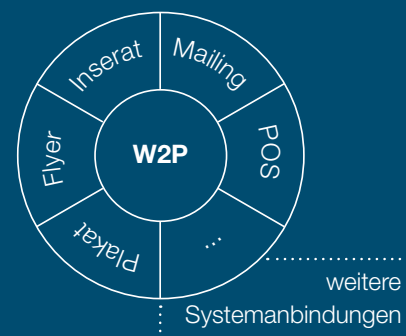 Inserat
Mailing
Flyer
W2P
POS
Plakat
...
weitere
Systemanbindungen